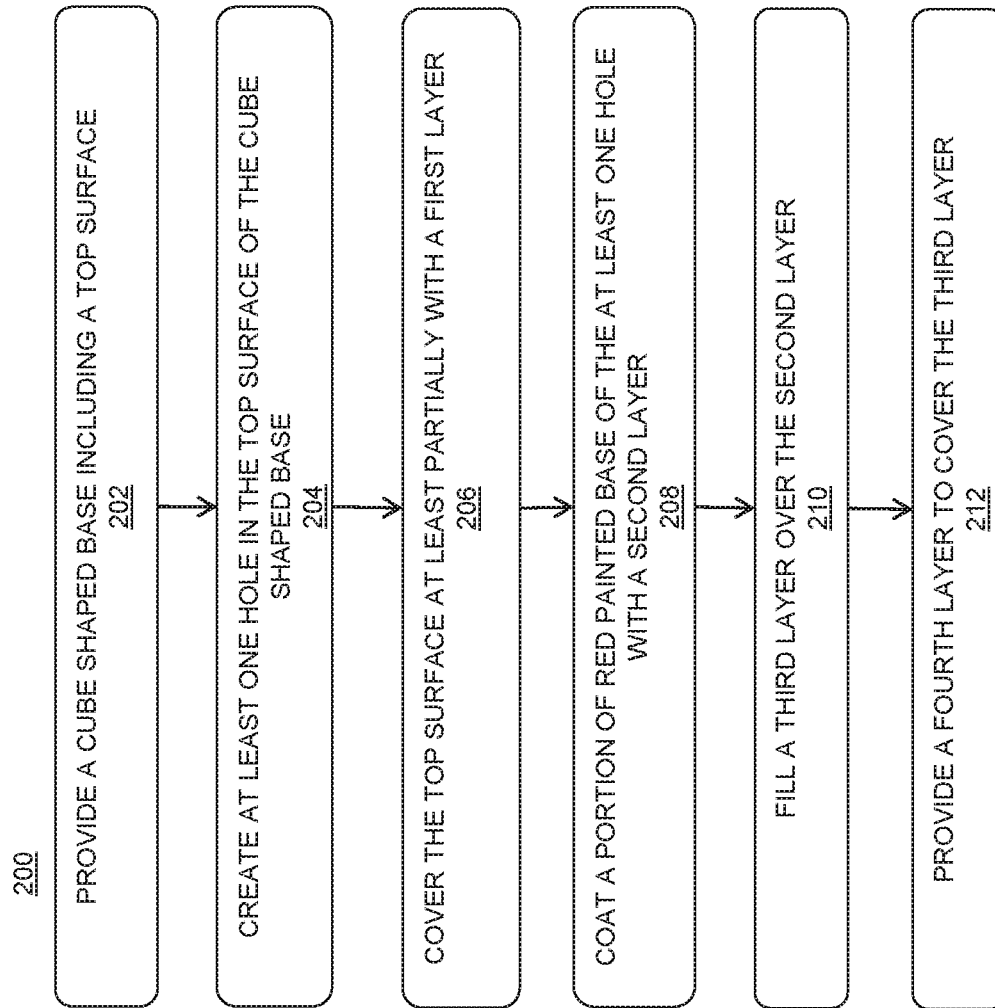 200
PROVIDE A CUBE SHAPED BASE INCLUDING A TOP SURFACE
202
CREATE AT LEAST ONE HOLE IN THE TOP SURFACE OF THE CUBE
SHAPED BASE
204
COVER THE TOP SURFACE AT LEAST PARTIALLY WITH A FIRST LAYER
206
COAT A PORTION OF RED PAINTED BASE OF THE AT LEAST ONE HOLE
WITH A SECOND LAYER
208
FILL A THIRD LAYER OVER THE SECOND LAYER
210
PROVIDE A FOURTH LAYER TO COVER THE THIRD LAYER
212